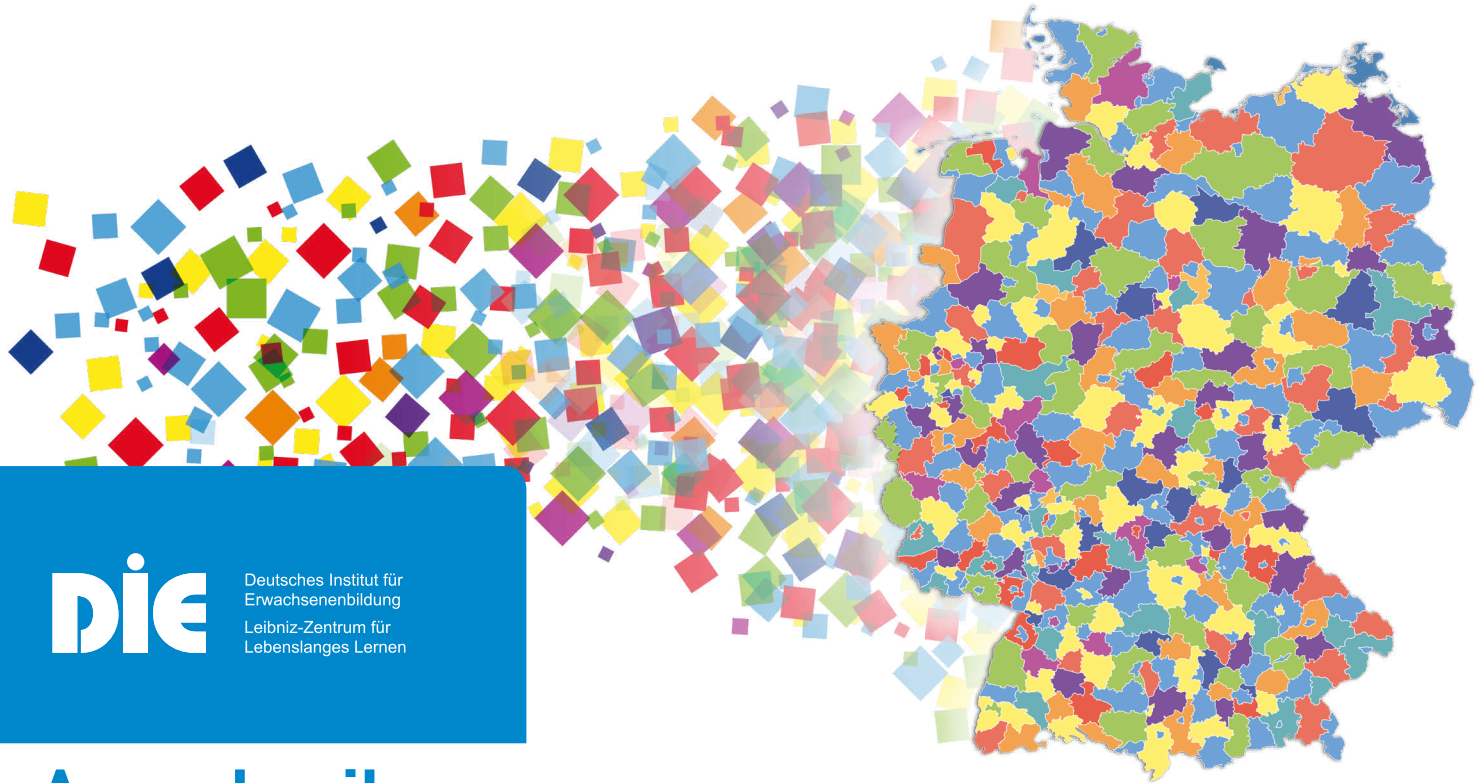 DIE
Deutsches Institut für
Erwachsenenbildung
Leibniz-Zentrum für
Lebenslanges Lernen